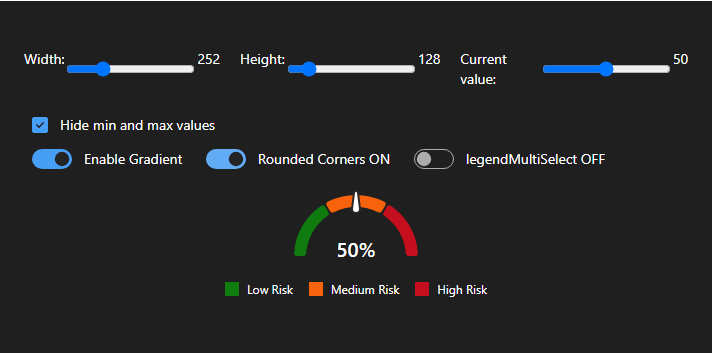 Width: 252 Height: 128 Current value: 50
Hide min and max values
Enable Gradient Rounded Corners ON legendMultiSelect OFF
50%
Low Risk Medium Risk High Risk